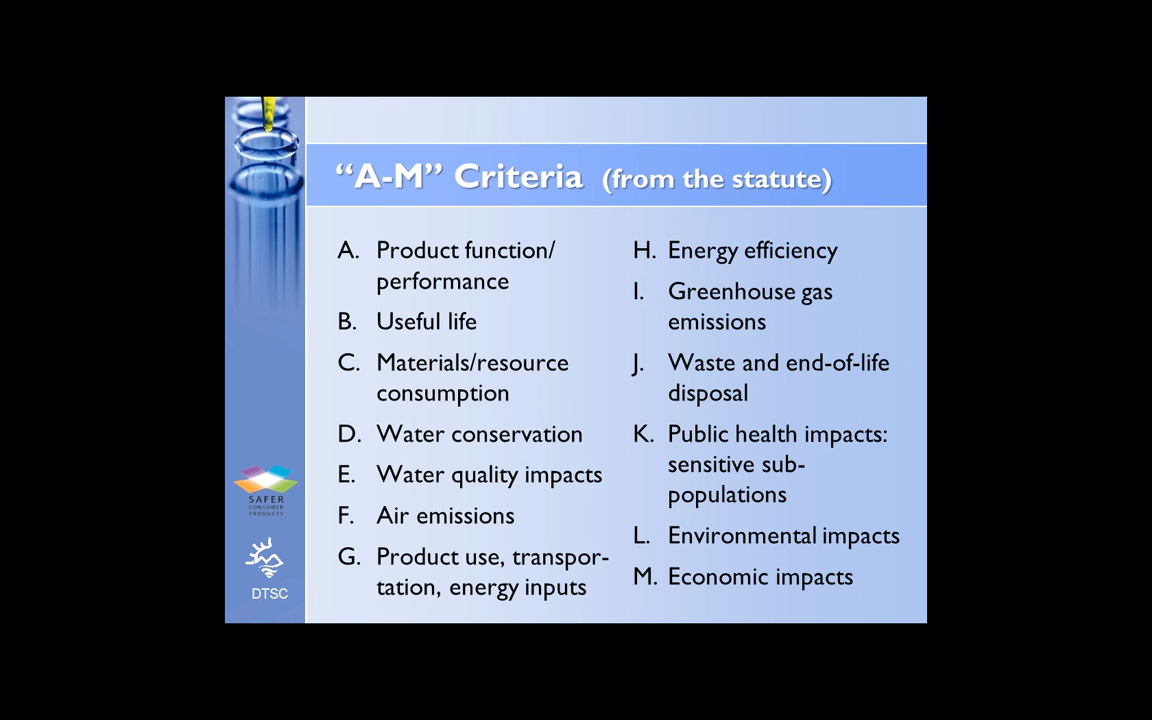 “A-M” Criteria (from the statute)
A. Product function/
performance
B. Useful life
C. Materials/resource
consumption
D. Water conservation
E. Water quality impacts
F. Air emissions
G. Product use, transpor-
tation, energy inputs
H. Energy efficiency
I. Greenhouse gas
emissions
J. Waste and end-of-life
disposal
K. Public health impacts:
sensitive sub-
populations
L. Environmental impacts
M. Economic impacts
SAFER
CONSUMER
PRODUCTS
DTSC